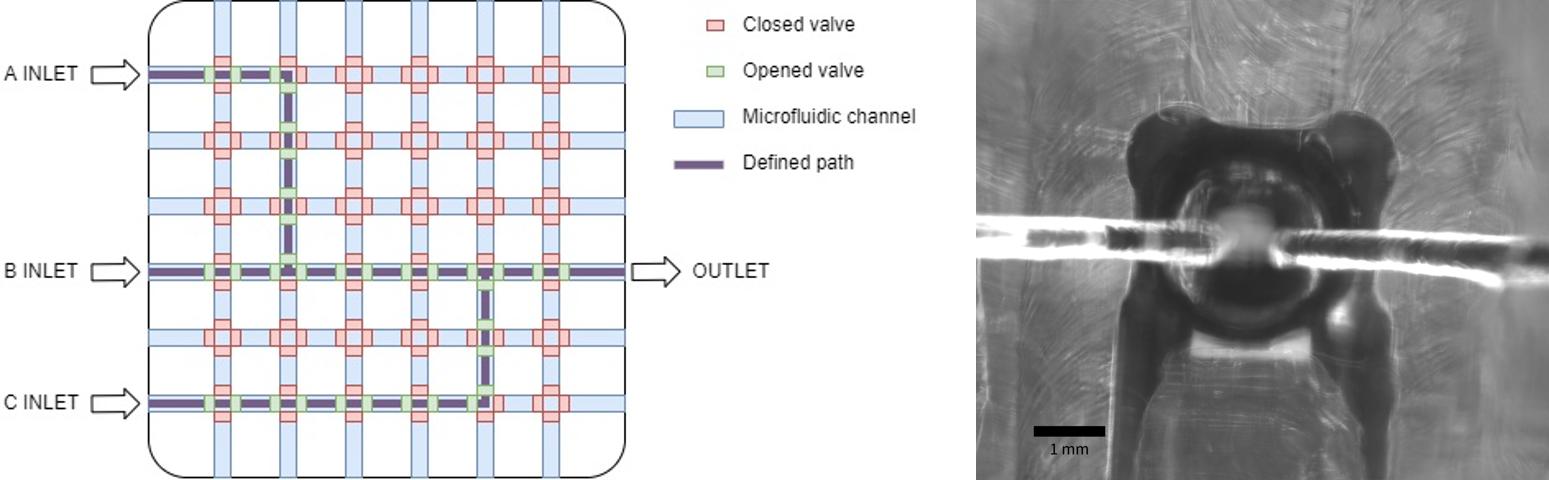 A INLET
B INLET
C INLET
OUTLET
Closed valve
Opened valve
Microfluidic channel
Defined path
1 mm